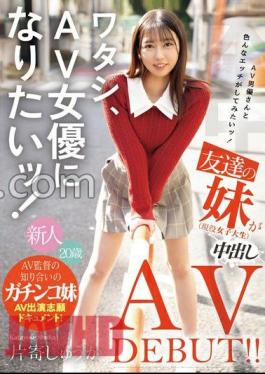 ワタシ、
AV女優に
なりたいッ!
AV男優さんと
色んなエッチがしてみたいッ!
友達の
妹が
(現役女子大生)
中出し
AV
DEBUT!!
新人
20歳
AV監督の
知り合いの
ガチンコ妹
AV出演志願
ドキュメント!